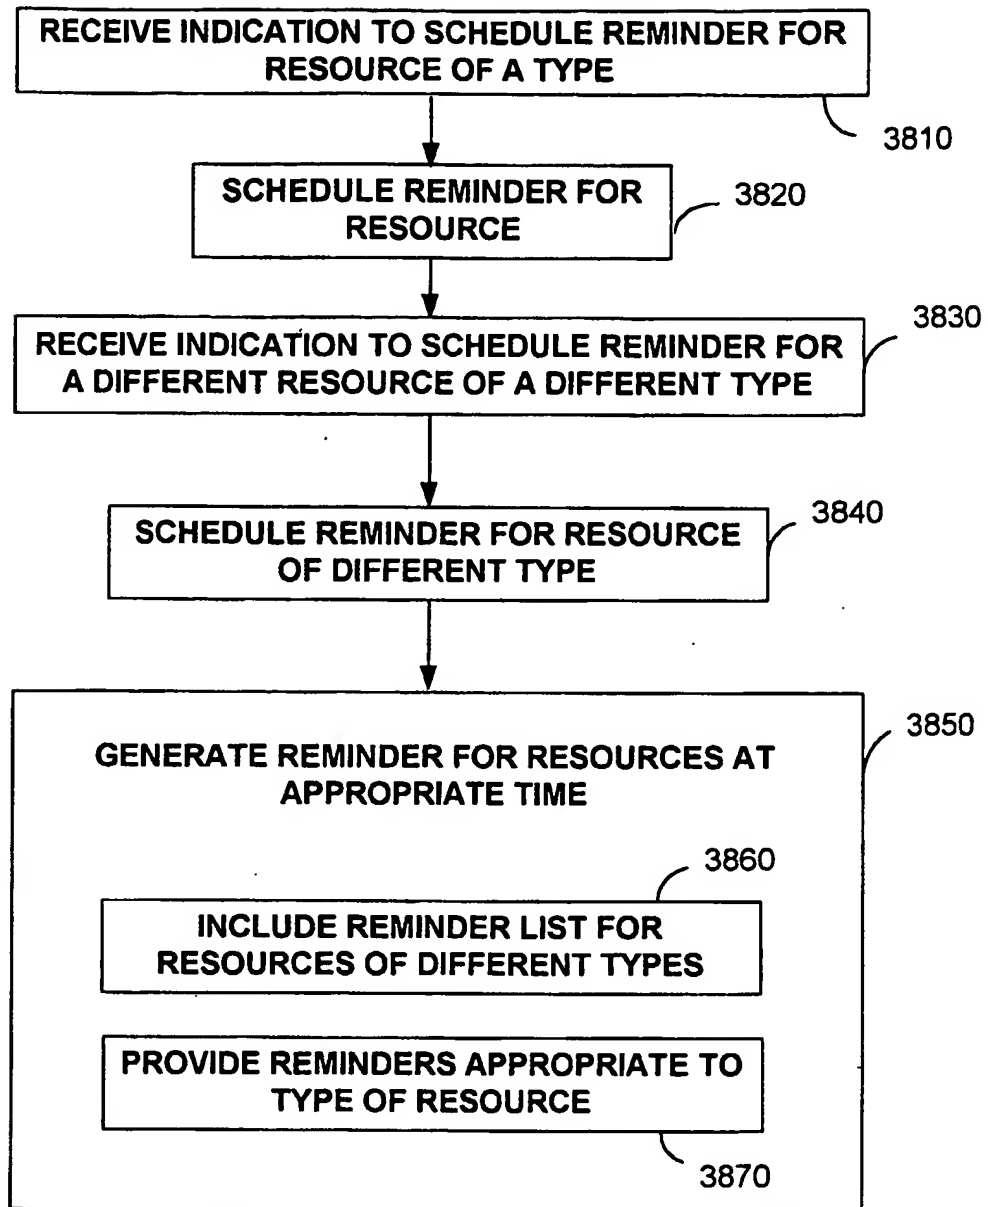 RECEIVE INDICATION TO SCHEDULE REMINDER FOR
RESOURCE OF A TYPE
3810
SCHEDULE REMINDER FOR
RESOURCE
3820
RECEIVE INDICATION TO SCHEDULE REMINDER FOR
A DIFFERENT RESOURCE OF A DIFFERENT TYPE
3830
SCHEDULE REMINDER FOR RESOURCE
OF DIFFERENT TYPE
3840
GENERATE REMINDER FOR RESOURCES AT
APPROPRIATE TIME
3850
3860
INCLUDE REMINDER LIST FOR
RESOURCES OF DIFFERENT TYPES
PROVIDE REMINDERS APPROPRIATE TO
TYPE OF RESOURCE
3870